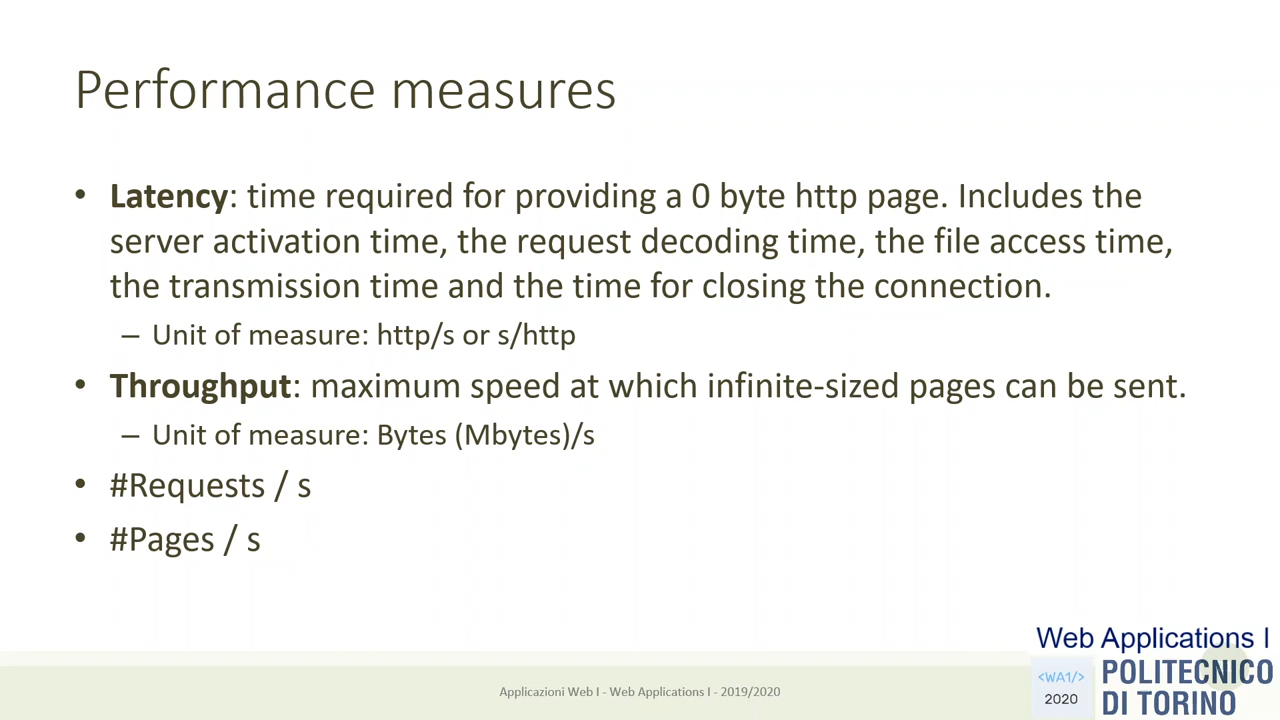 Performance measures
• Latency: time required for providing a 0 byte http page. Includes the
server activation time, the request decoding time, the file access time,
the transmission time and the time for closing the connection.
– Unit of measure: http/s or s/http
• Throughput: maximum speed at which infinite-sized pages can be sent.
– Unit of measure: Bytes (Mbytes)/s
• #Requests / s
• #Pages / s
Applicazioni Web I - Web Applications I - 2019/2020
Web Applications I
<WA1/>
2020
POLITECNICO
DI TORINO